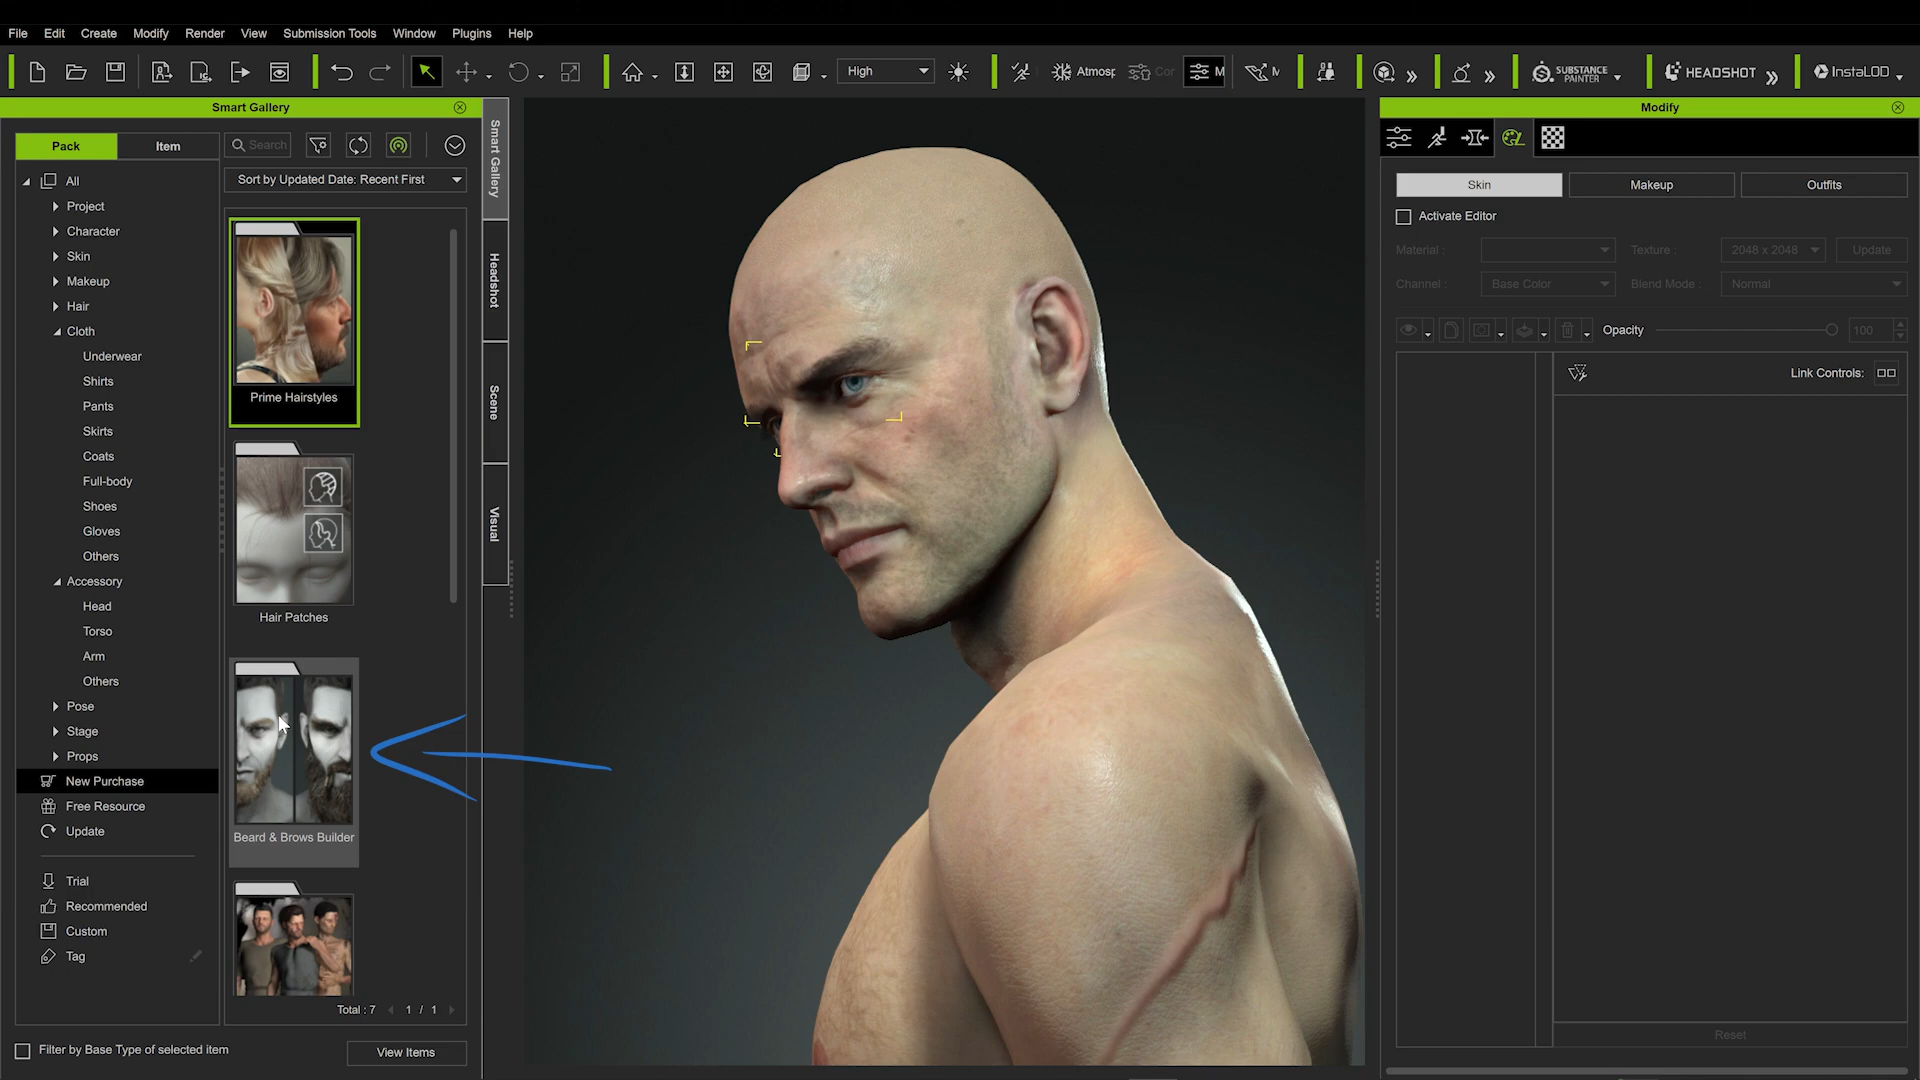 File Edit Create Modify Render View Submission Tools Window Plugins Help
High Atmosp Cor M M SUBSTANCE PAINTER HEADSHOT INSTALOD
Smart Gallery
Pack Item Search
Sort by Updated Date: Recent First
All
Project
Character
Skin
Makeup
Hair
Cloth
Underwear
Shirts
Pants
Skirts
Coats
Full-body
Shoes
Gloves
Others
Accessory
Head
Torso
Arm
Others
Pose
Stage
Props
New Purchase
Free Resource
Update
Trial
Recommended
Custom
Tag
Prime Hairstyles
Hair Patches
Beard & Brows Builder
Total : 7 1 / 1
Filter by Base Type of selected item
View Items
Smart Gallery
Headshot
Scene
Visual
Modify
Skin Makeup Outfits
Activate Editor
Material : Texture : 2048 x 2048 Update
Channel : Base Color Blend Mode : Normal
Opacity 100
Link Controls:
Reset